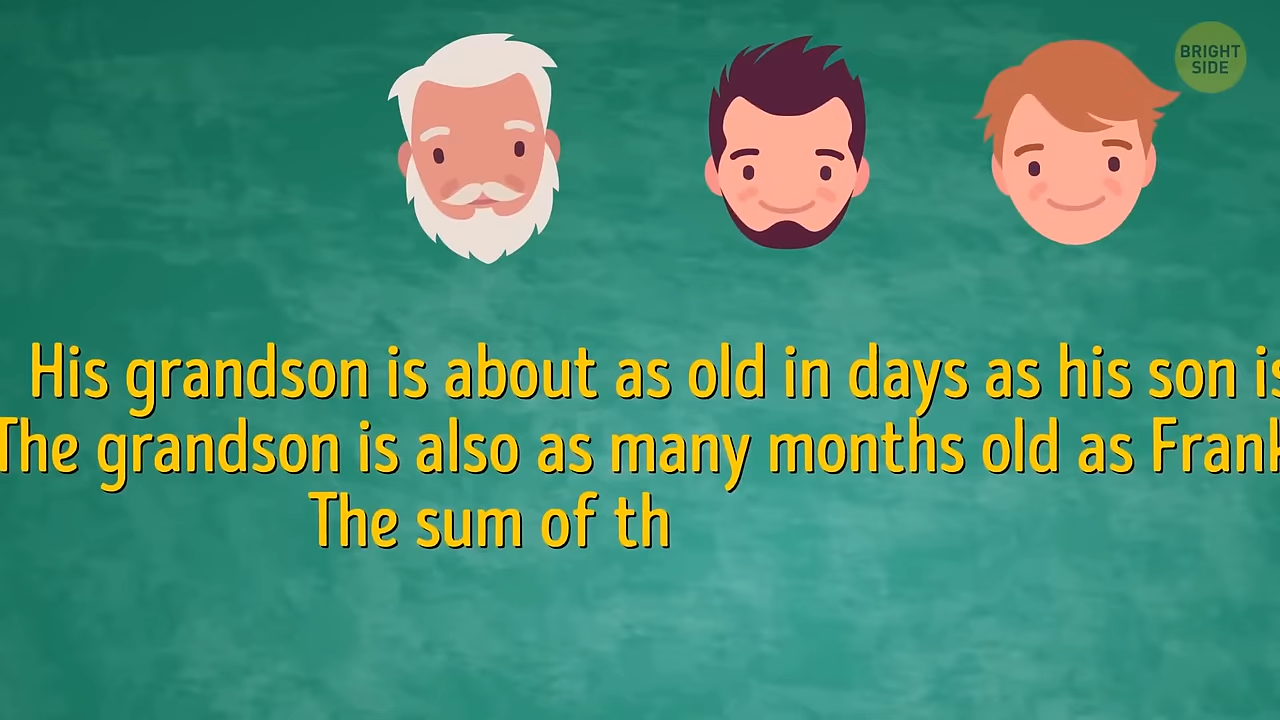 BRIGHT
SIDE
His grandson is about as old in days as his son is
The grandson is also as many months old as Frank
The sum of th